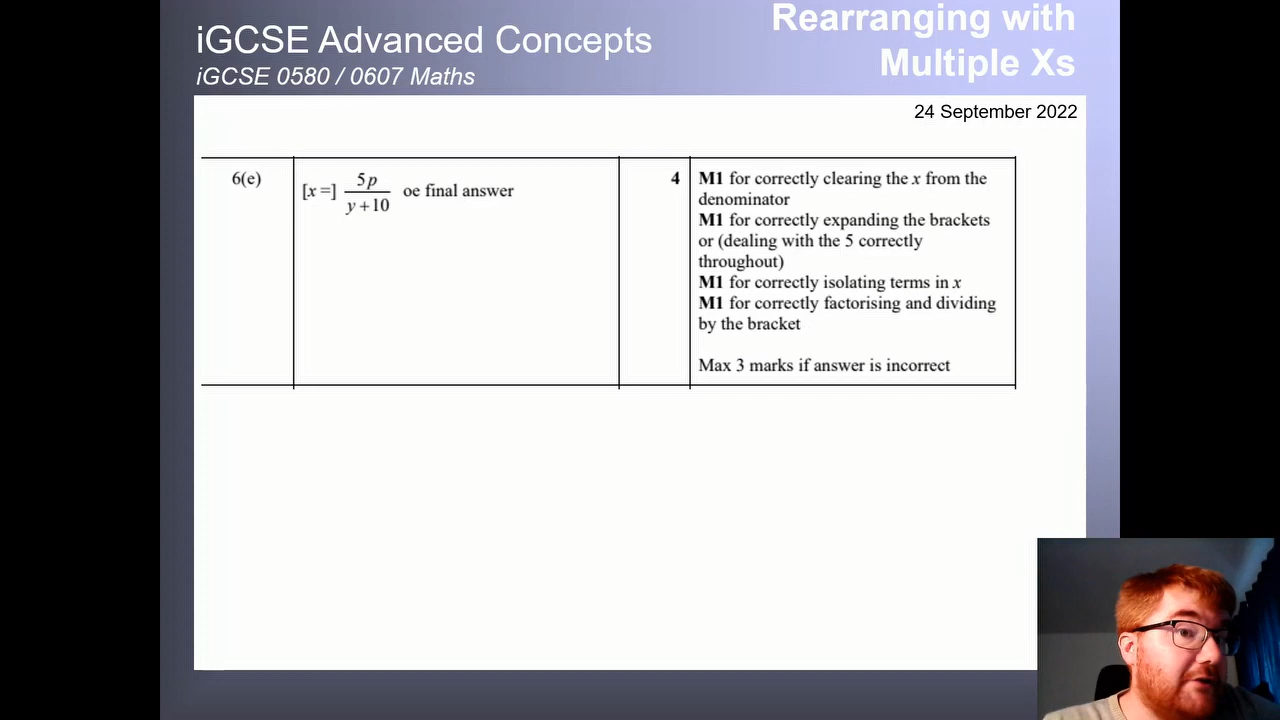 iGCSE Advanced Concepts
iGCSE 0580 / 0607 Maths
Rearranging with
Multiple Xs
24 September 2022
6(e)
[x =] 5p / y + 10 oe final answer
4
M1 for correctly clearing the x from the
denominator
M1 for correctly expanding the brackets
or (dealing with the 5 correctly
throughout)
M1 for correctly isolating terms in x
M1 for correctly factorising and dividing
by the bracket
Max 3 marks if answer is incorrect